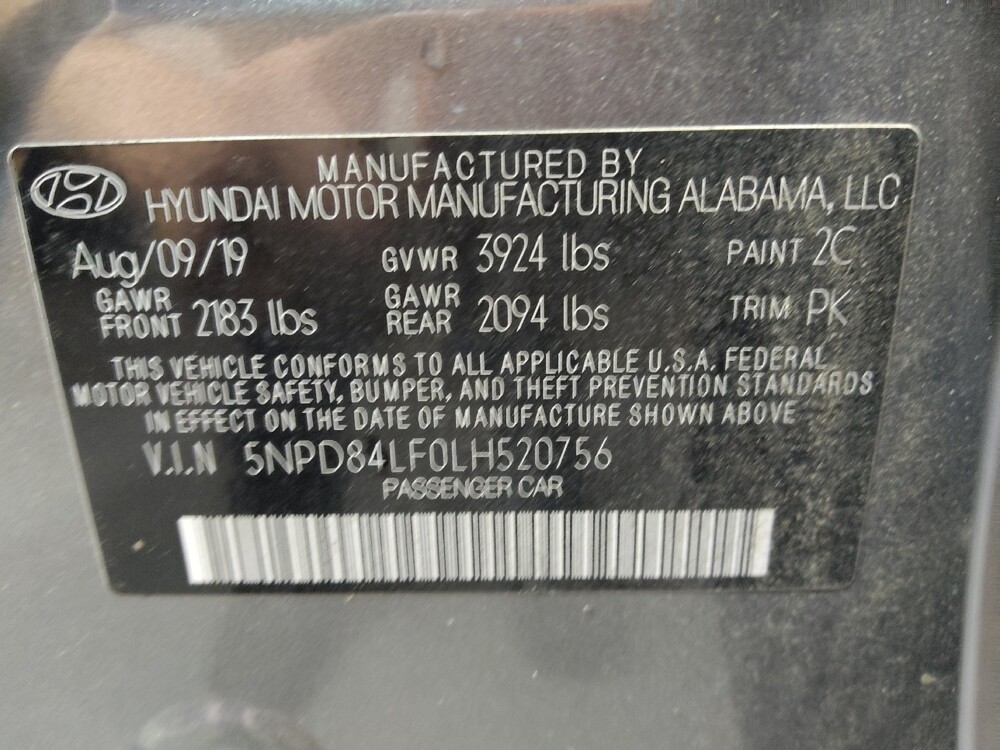 MANUFACTURED BY
HYUNDAI MOTOR MANUFACTURING ALABAMA, LLC
Aug/09/19 GVWR 3924 lbs PAINT 2C
GAWR FRONT 2183 lbs GAWR REAR 2094 lbs TRIM PK
THIS VEHICLE CONFORMS TO ALL APPLICABLE U.S.A. FEDERAL
MOTOR VEHICLE SAFETY, BUMPER, AND THEFT PREVENTION STANDARDS
IN EFFECT ON THE DATE OF MANUFACTURE SHOWN ABOVE
V.I.N 5NPD84LF0LH520756
PASSENGER CAR